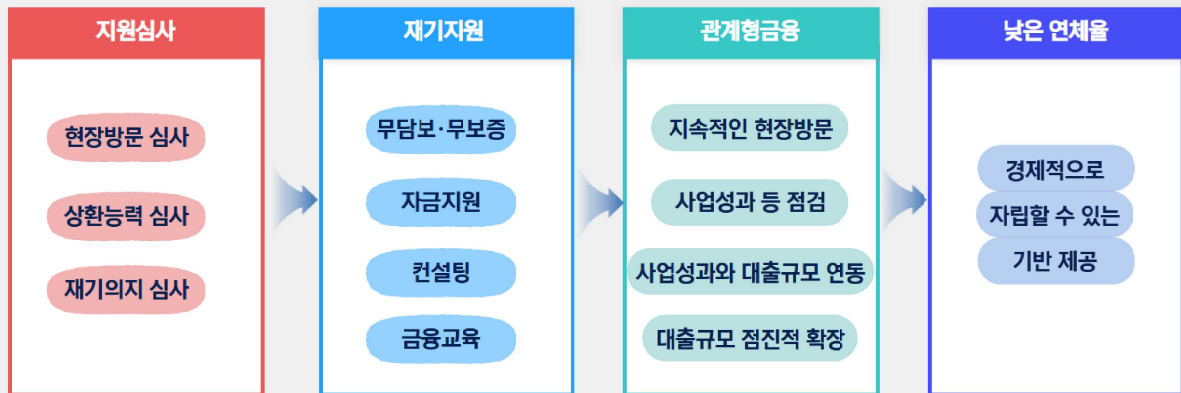 지원심사
현장방문 심사
상환능력 심사
재기의지 심사
재기지원
무담보·무보증
자금지원
컨설팅
금융교육
관계형금융
지속적인 현장방문
사업성과 등 점검
사업성과와 대출규모 연동
대출규모 점진적 확장
낮은 연체율
경제적으로
자립할 수 있는
기반 제공